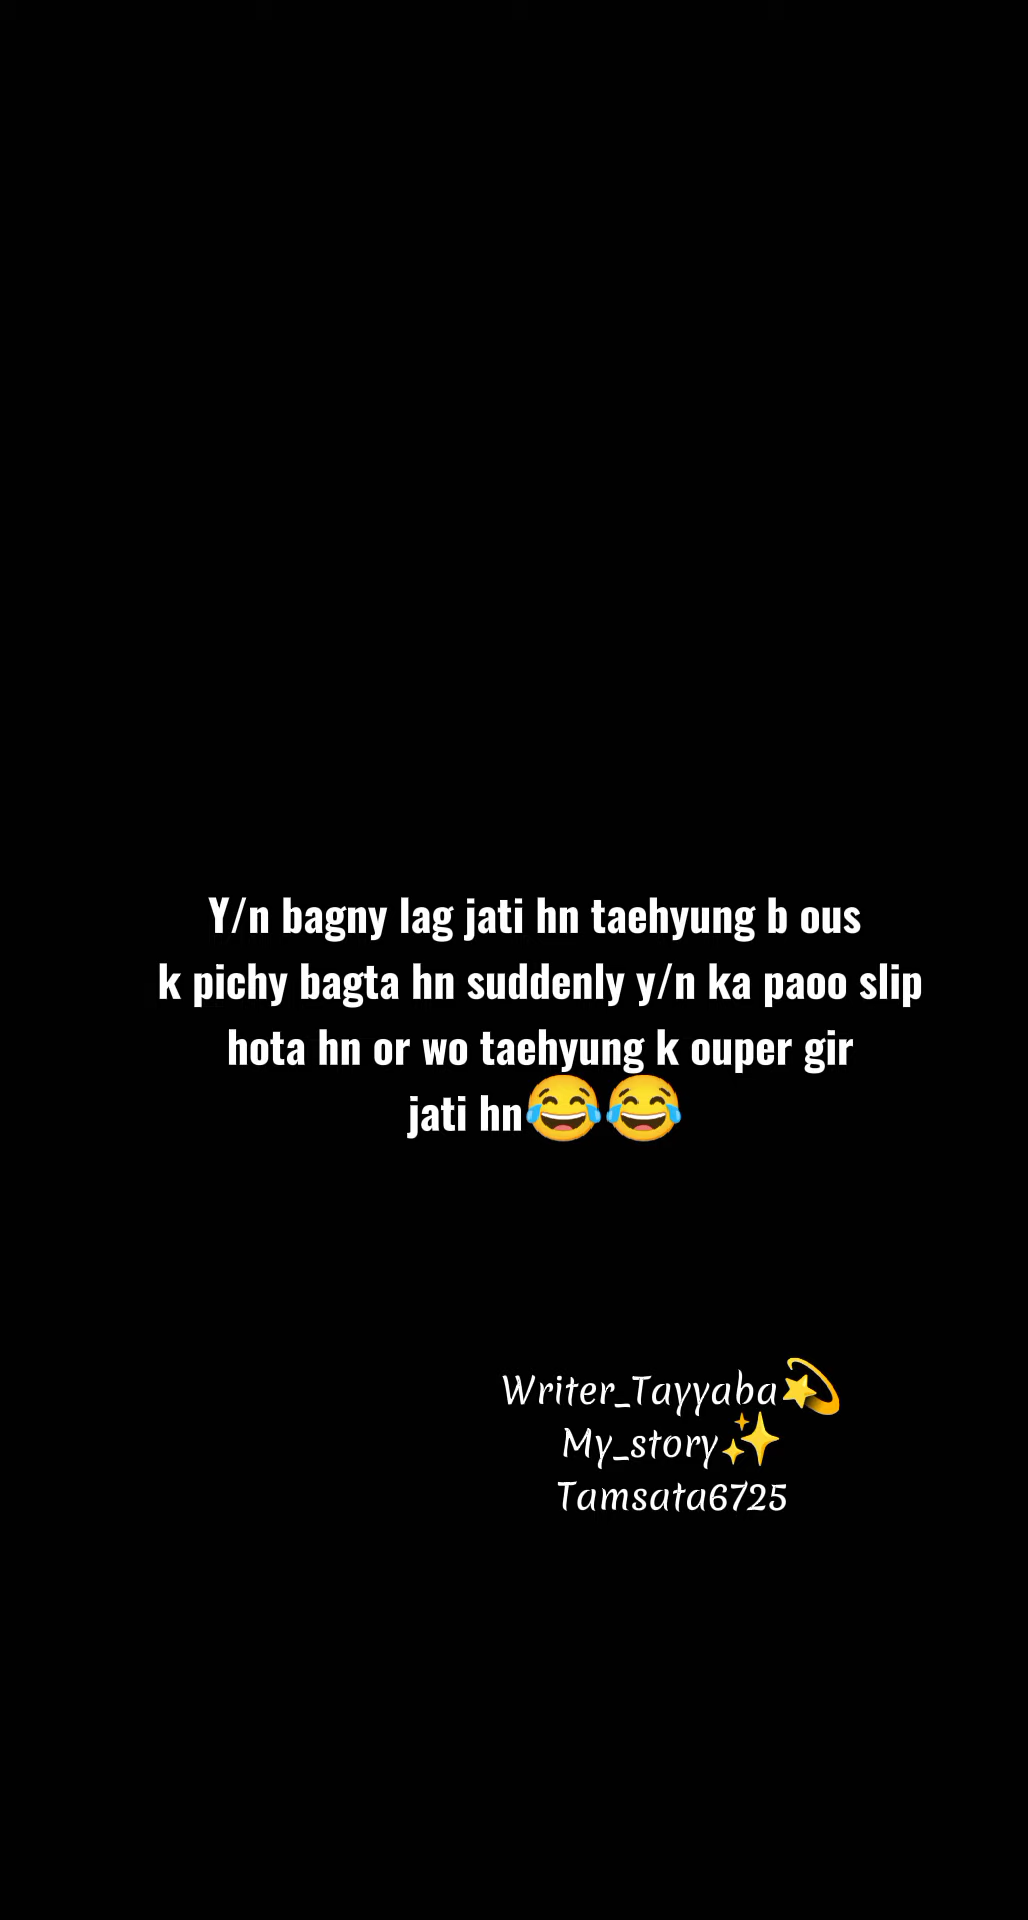 Y/n bagny lag jati hn taehyung b ous
k pichy bagta hn suddenly y/n ka paoo slip
hota hn or wo taehyung k ouper gir
jati hn😂😂
Writer_Tayyaba💫
My_story✨
Tamsata6725